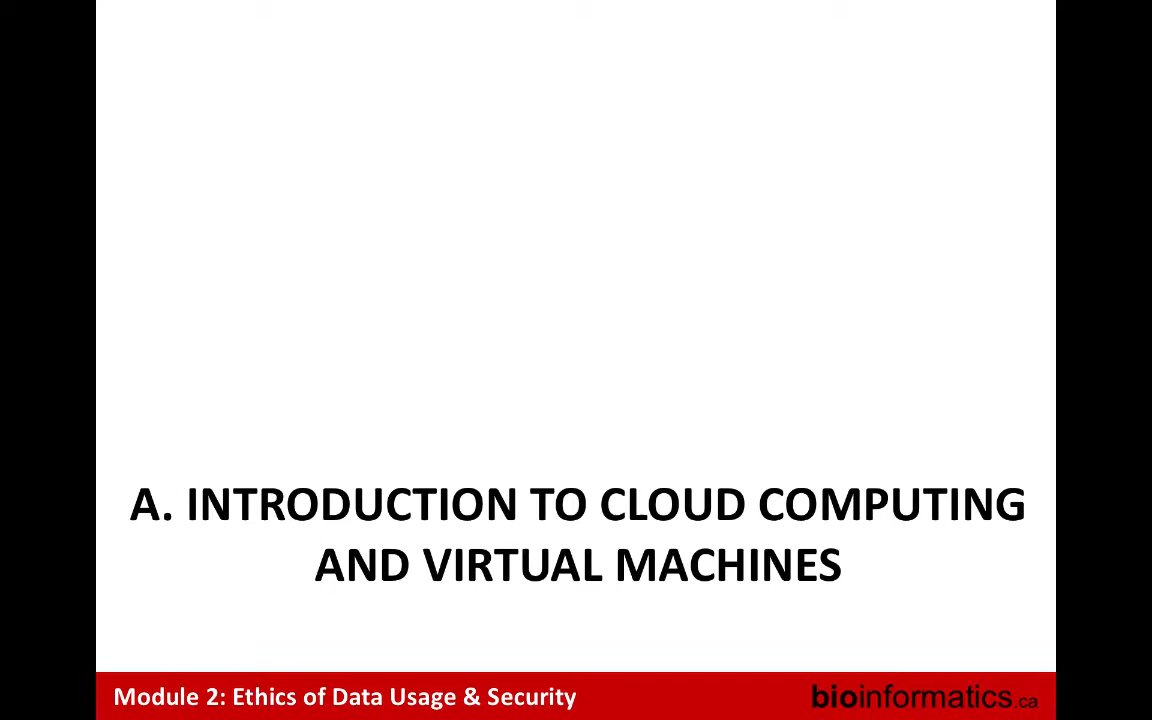 A. INTRODUCTION TO CLOUD COMPUTING
AND VIRTUAL MACHINES
Module 2: Ethics of Data Usage & Security
bioinformatics.ca